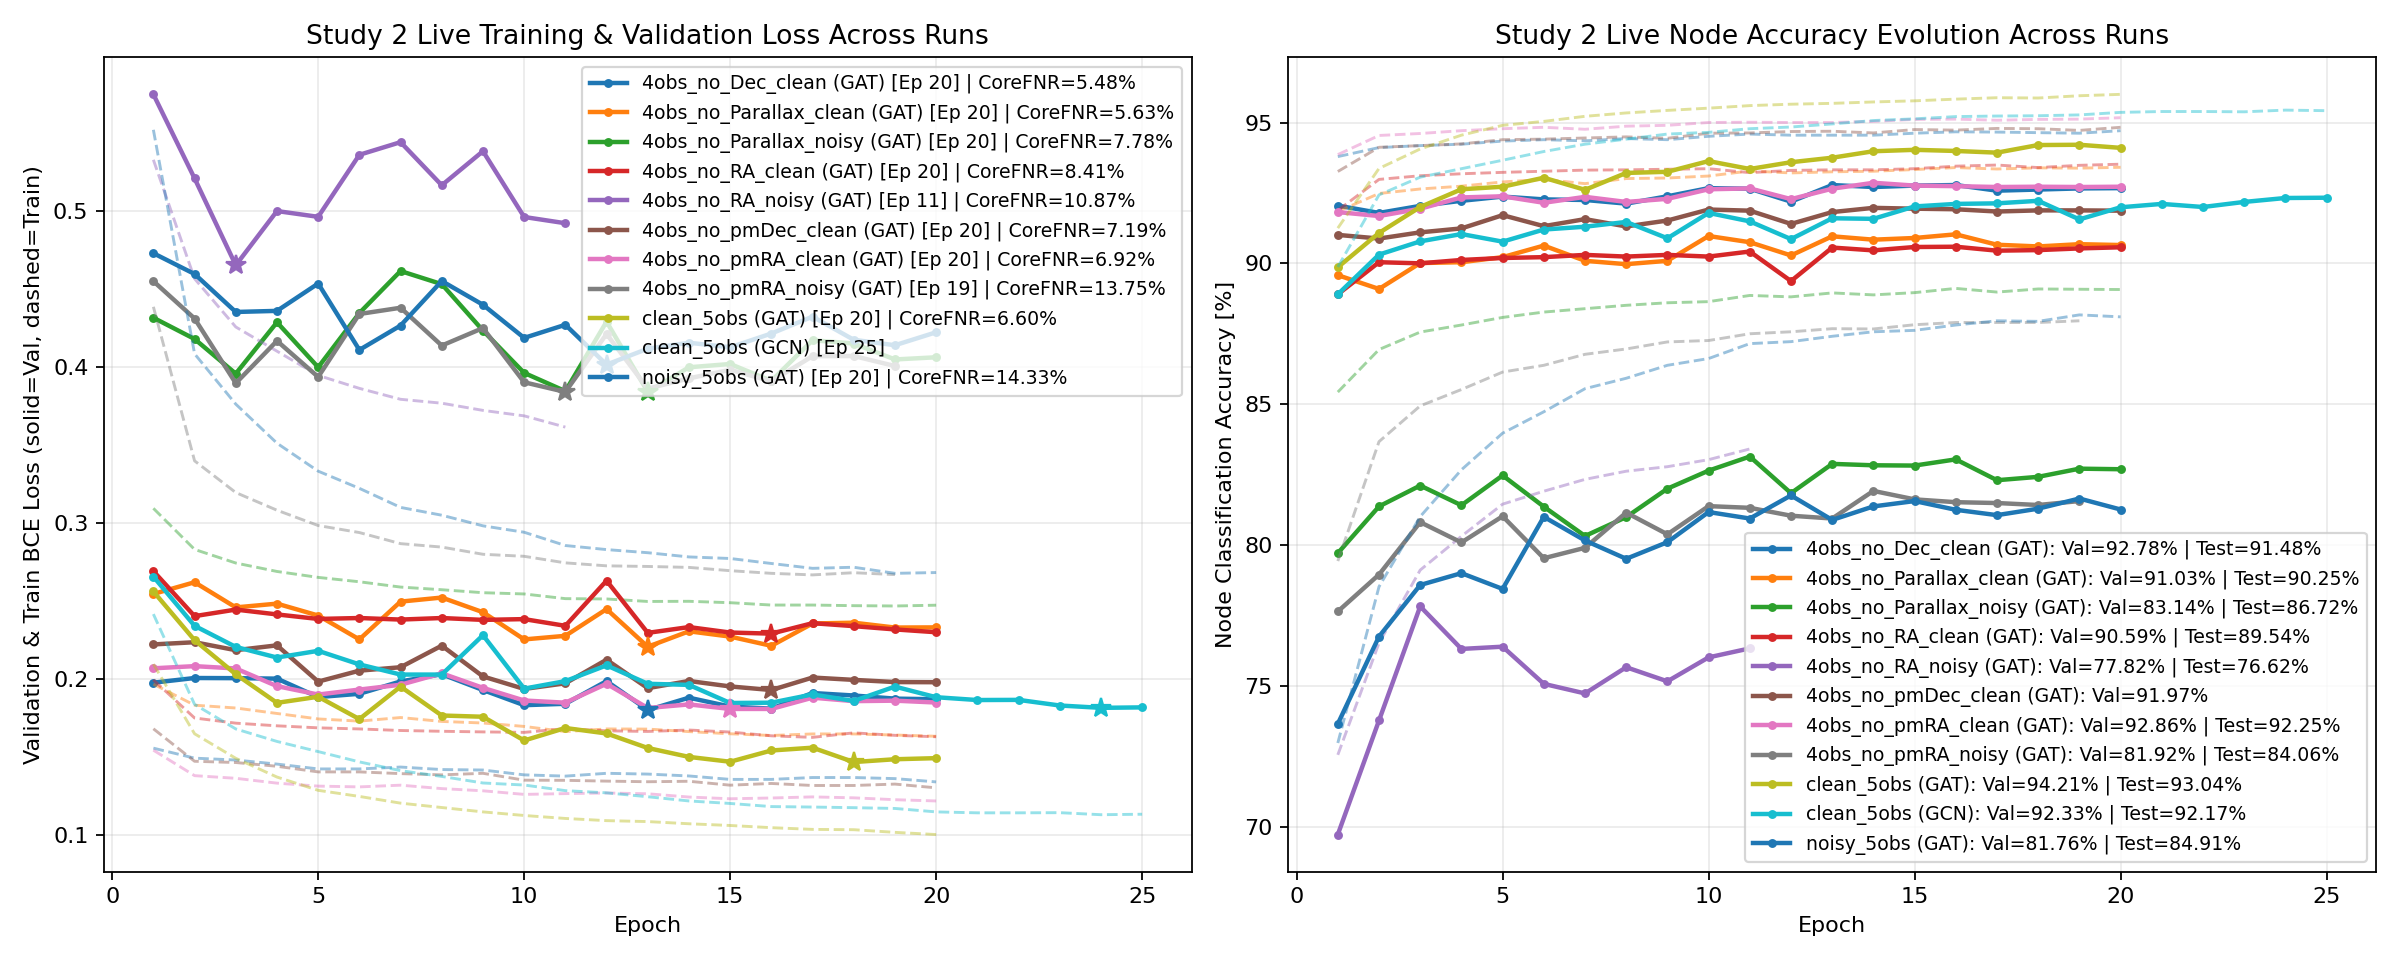 Study 2 Live Training & Validation Loss Across Runs
Validation & Train BCE Loss (solid=Val, dashed=Train)
0.5
0.4
0.3
0.2
0.1
4obs_no_Dec_clean (GAT) [Ep 20] | CoreFNR=5.48%
4obs_no_Parallax_clean (GAT) [Ep 20] | CoreFNR=5.63%
4obs_no_Parallax_noisy (GAT) [Ep 20] | CoreFNR=7.78%
4obs_no_RA_clean (GAT) [Ep 20] | CoreFNR=8.41%
4obs_no_RA_noisy (GAT) [Ep 11] | CoreFNR=10.87%
4obs_no_pmDec_clean (GAT) [Ep 20] | CoreFNR=7.19%
4obs_no_pmRA_clean (GAT) [Ep 20] | CoreFNR=6.92%
4obs_no_pmRA_noisy (GAT) [Ep 19] | CoreFNR=13.75%
clean_5obs (GAT) [Ep 20] | CoreFNR=6.60%
clean_5obs (GCN) [Ep 25]
noisy_5obs (GAT) [Ep 20] | CoreFNR=14.33%
0 5 10 15 20 25
Epoch
Study 2 Live Node Accuracy Evolution Across Runs
Node Classification Accuracy [%]
95
90
85
80
75
70
4obs_no_Dec_clean (GAT): Val=92.78% | Test=91.48%
4obs_no_Parallax_clean (GAT): Val=91.03% | Test=90.25%
4obs_no_Parallax_noisy (GAT): Val=83.14% | Test=86.72%
4obs_no_RA_clean (GAT): Val=90.59% | Test=89.54%
4obs_no_RA_noisy (GAT): Val=77.82% | Test=76.62%
4obs_no_pmDec_clean (GAT): Val=91.97%
4obs_no_pmRA_clean (GAT): Val=92.86% | Test=92.25%
4obs_no_pmRA_noisy (GAT): Val=81.92% | Test=84.06%
clean_5obs (GAT): Val=94.21% | Test=93.04%
clean_5obs (GCN): Val=92.33% | Test=92.17%
noisy_5obs (GAT): Val=81.76% | Test=84.91%
0 5 10 15 20 25
Epoch